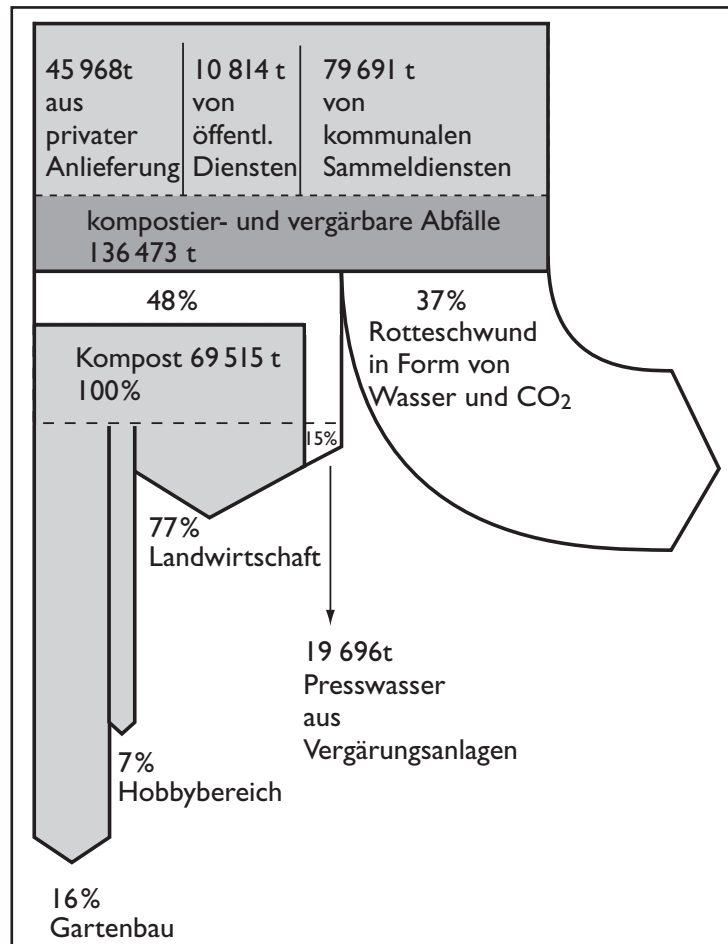 45 968t
aus
privater
Anlieferung
10 814 t
von
öffentl.
Diensten
79 691 t
von
kommunalen
Sammeldiensten
kompostier- und vergärbare Abfälle
136 473 t
48%
37%
Rotteschwund
in Form von
Wasser und CO₂
Kompost 69 515 t
100%
15%
77%
Landwirtschaft
19 696t
Presswasser
aus
Vergärungsanlagen
7%
Hobbybereich
16%
Gartenbau